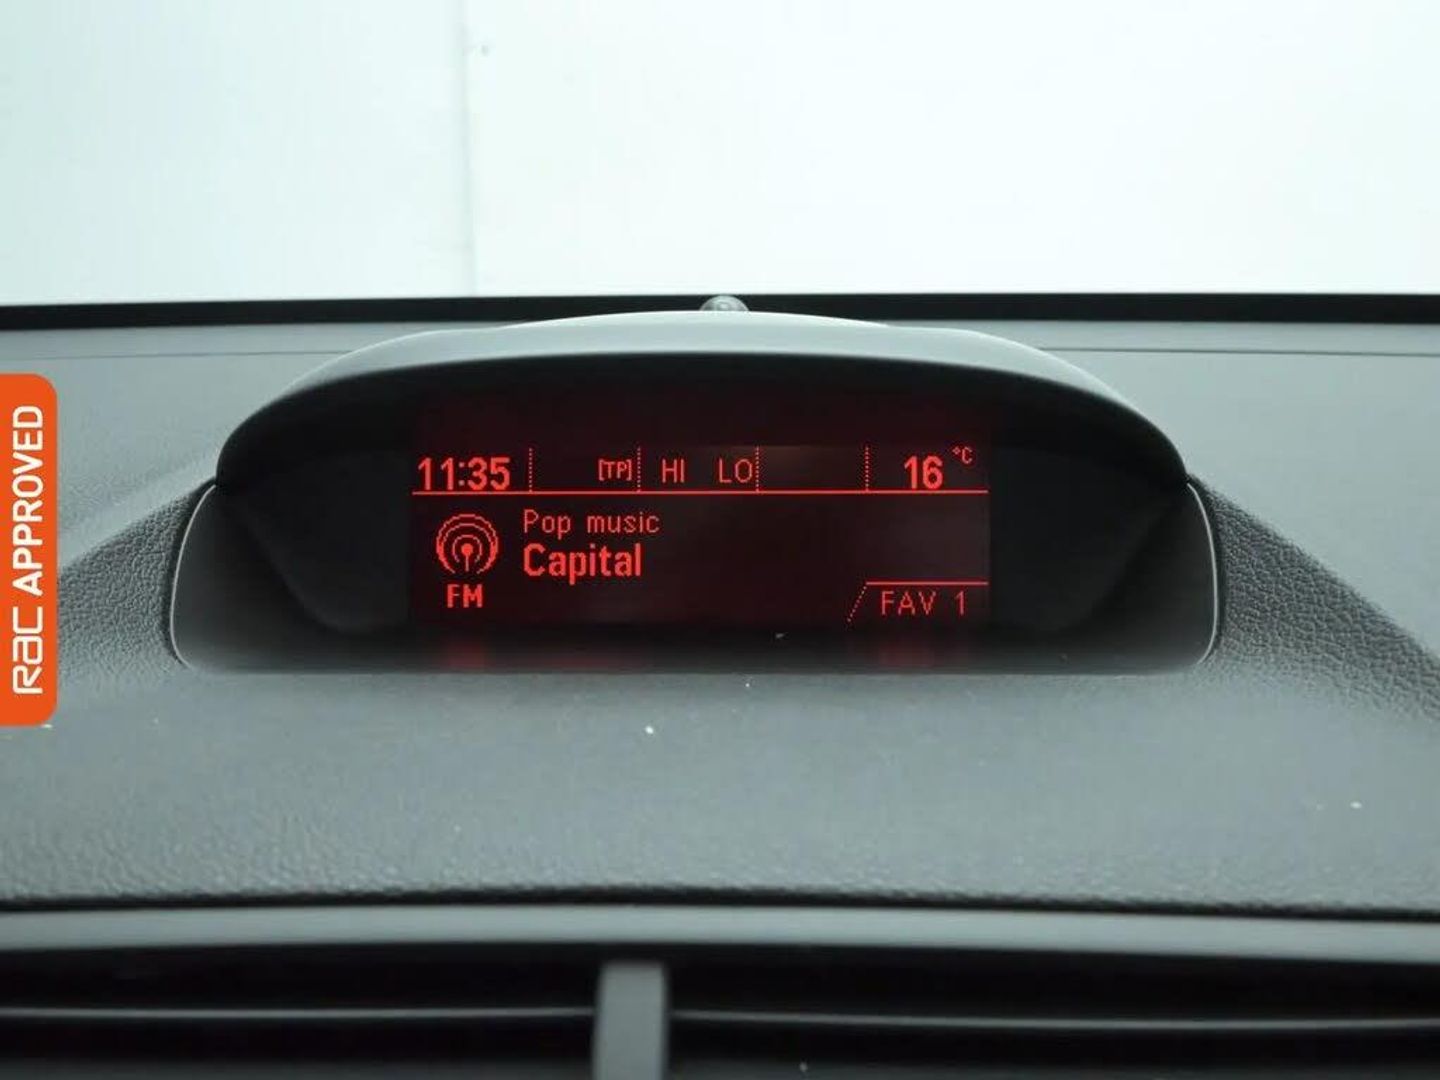 RAC APPROVED
11:35 [TP] HI LO 16 °C
Pop music
Capital
FM
FAV 1